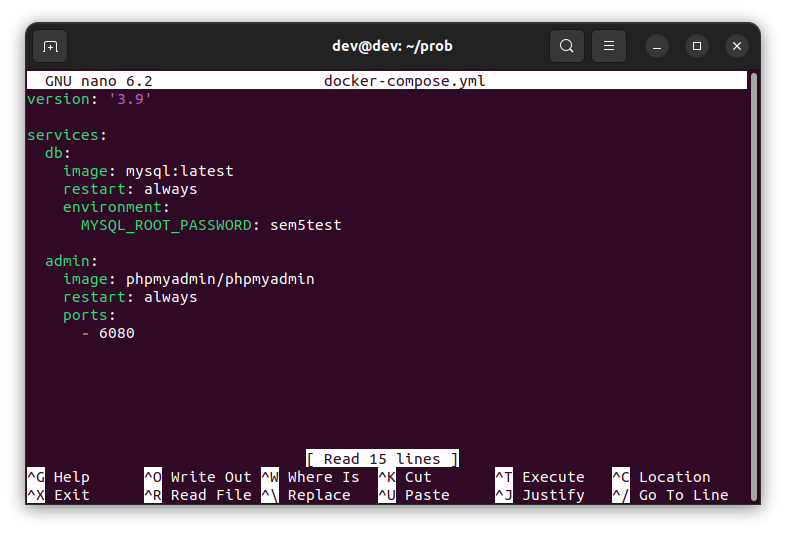 dev@dev: ~/prob
GNU nano 6.2 docker-compose.yml
version: '3.9'
services:
  db:
    image: mysql:latest
    restart: always
    environment:
      MYSQL_ROOT_PASSWORD: sem5test
  admin:
    image: phpmyadmin/phpmyadmin
    restart: always
    ports:
      - 6080
[ Read 15 lines ]
^G Help ^O Write Out ^W Where Is ^K Cut ^T Execute ^C Location
^X Exit ^R Read File ^\ Replace ^U Paste ^J Justify ^/ Go To Line